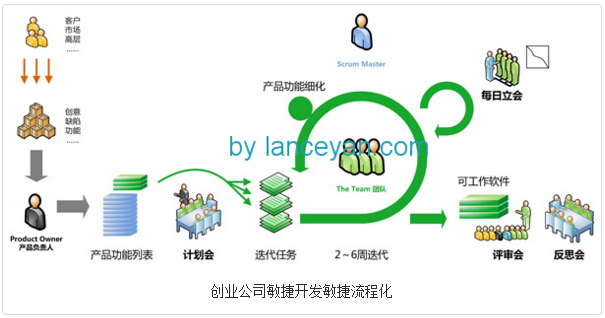 客户
市场
高层
......
Scrum Master
产品功能细化
每日立会
创意
缺陷
功能
......
by lanceyan.com
The Team 团队
可工作软件
Product Owner
产品负责人
产品功能列表
计划会
迭代任务
2~6周迭代
评审会
反思会
创业公司敏捷开发敏捷流程化